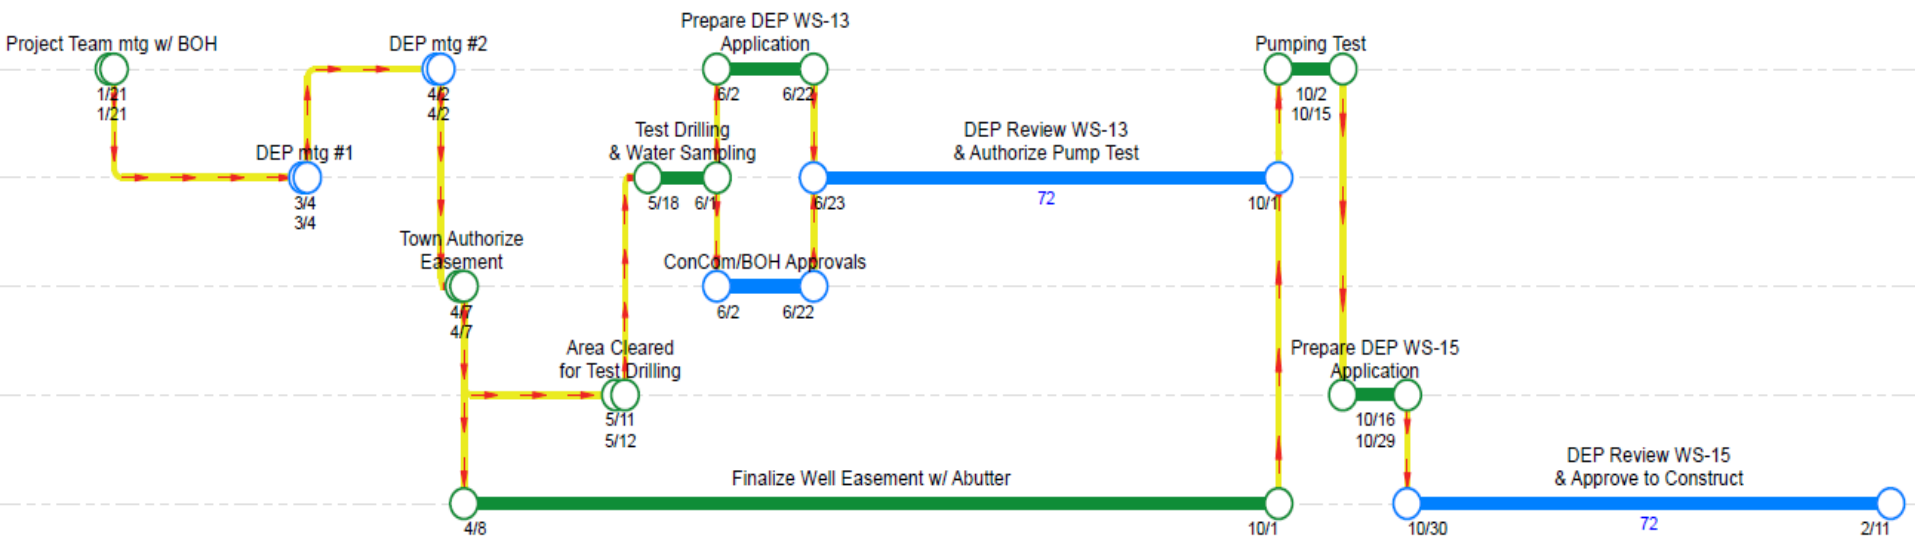 Prepare DEP WS-13
Application
Project Team mtg w/ BOH
DEP mtg #2
Pumping Test
1/21
1/21
4/2
4/2
6/2
6/22
10/2
10/15
Test Drilling
& Water Sampling
DEP Review WS-13
& Authorize Pump Test
DEP mtg #1
3/4
3/4
5/18
6/1
6/23
72
10/1
Town Authorize
Easement
ConCom/BOH Approvals
4/7
4/7
6/2
6/22
Area Cleared
for Test Drilling
Prepare DEP WS-15
Application
5/11
5/12
10/16
10/29
Finalize Well Easement w/ Abutter
DEP Review WS-15
& Approve to Construct
4/8
10/1
10/30
72
2/11